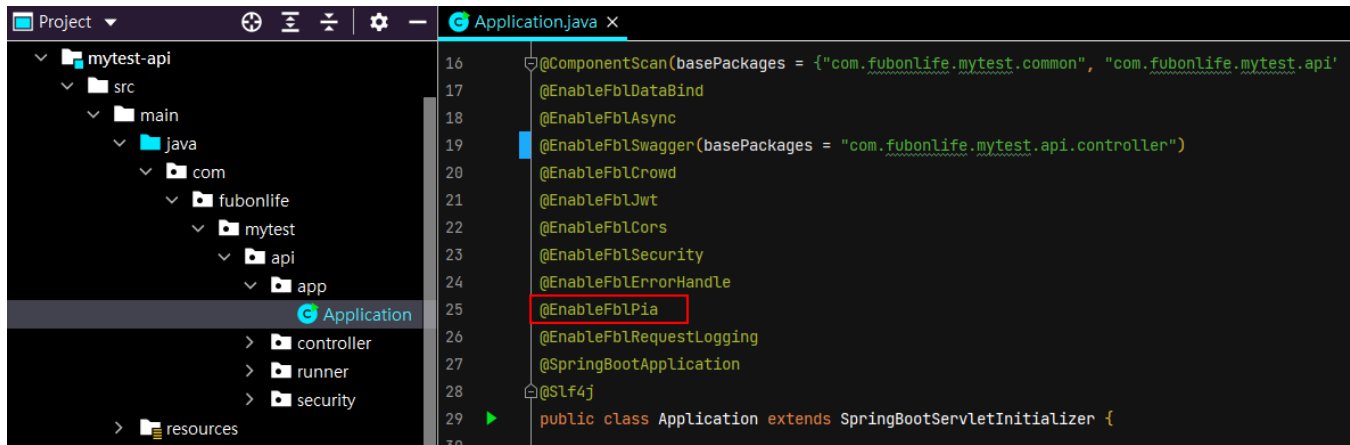 Project
mytest-api
src
main
java
com
fubonlife
mytest
api
app
Application
controller
runner
security
resources
Application.java
16 @ComponentScan(basePackages = {"com.fubonlife.mytest.common", "com.fubonlife.mytest.api"
17 @EnableFblDataBind
18 @EnableFblAsync
19 @EnableFblSwagger(basePackages = "com.fubonlife.mytest.api.controller")
20 @EnableFblCrowd
21 @EnableFblJwt
22 @EnableFblCors
23 @EnableFblSecurity
24 @EnableFblErrorHandle
25 @EnableFblPia
26 @EnableFblRequestLogging
27 @SpringBootApplication
28 @Slf4j
29 public class Application extends SpringBootServletInitializer {
30